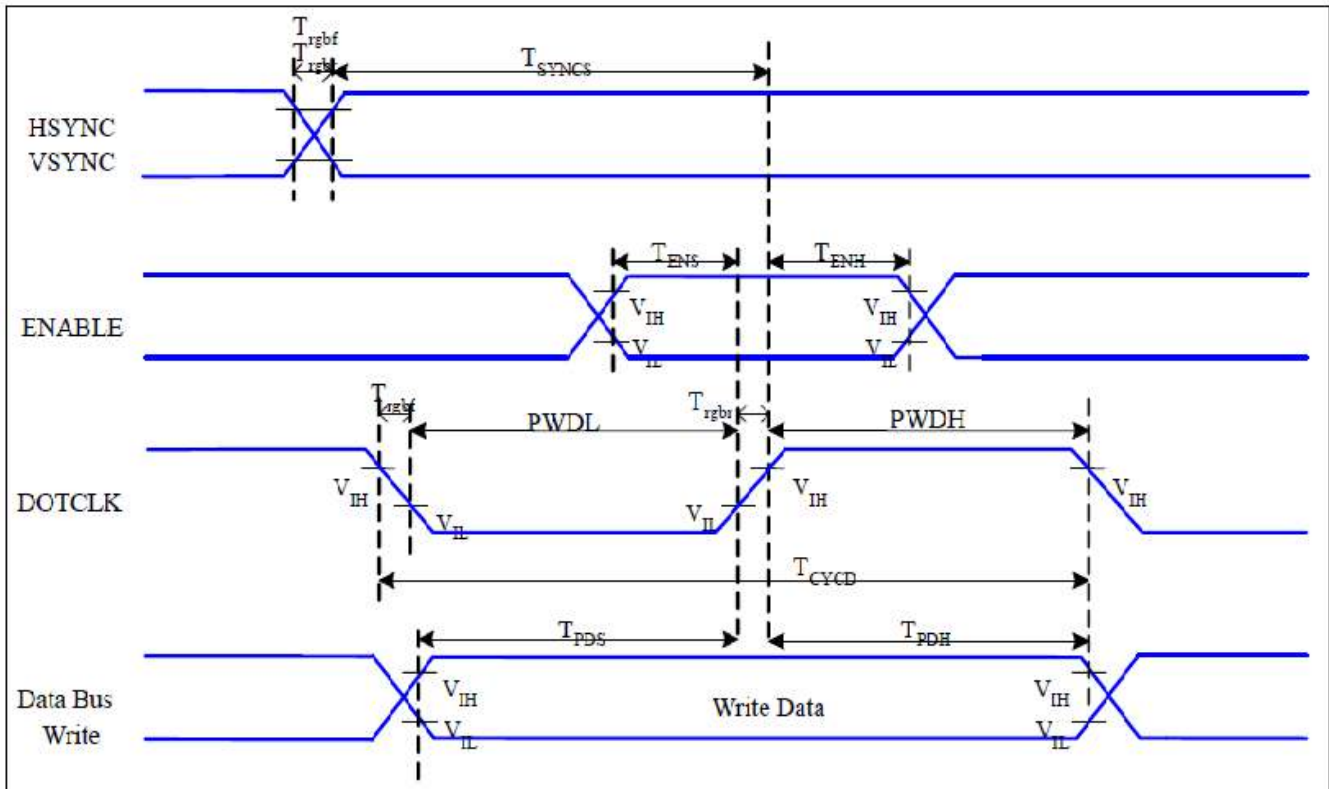 Trgbf
Trgbr TSYNCS
HSYNC
VSYNC
TENS TENH
VIH VIH
ENABLE
VIL VIL
Trgbf PWDL Trgbr PWDH
VIH VIH VIH
DOTCLK
VIL VIL
TCYCD
TPDS TPDH
VIH VIH
Data Bus Write Data
Write VIL VIL